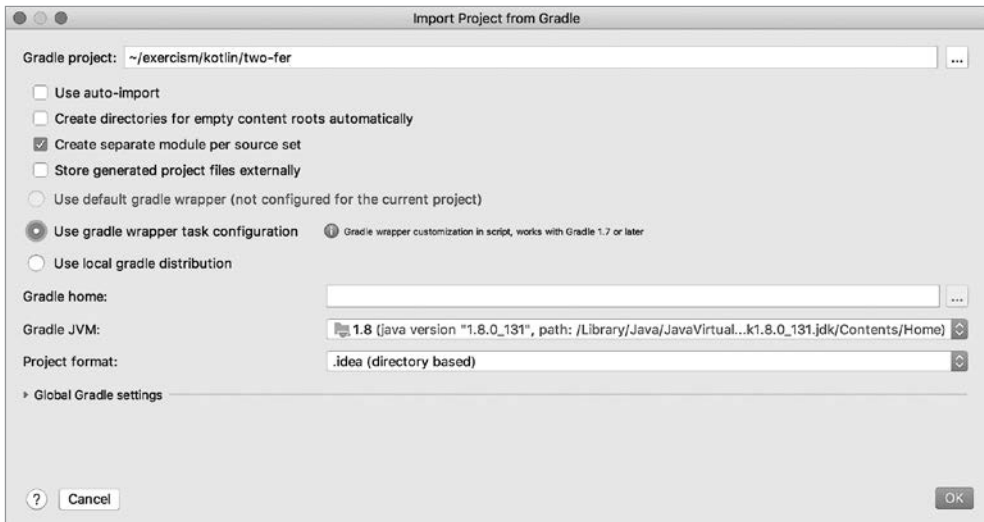 Import Project from Gradle
Gradle project: ~/exercism/kotlin/two-fer ...
Use auto-import
Create directories for empty content roots automatically
Create separate module per source set
Store generated project files externally
Use default gradle wrapper (not configured for the current project)
Use gradle wrapper task configuration Gradle wrapper customization in script, works with Gradle 1.7 or later
Use local gradle distribution
Gradle home: ...
Gradle JVM: 1.8 (java version "1.8.0_131", path: /Library/Java/JavaVirtual...k1.8.0_131.jdk/Contents/Home)
Project format: .idea (directory based)
Global Gradle settings
? Cancel OK